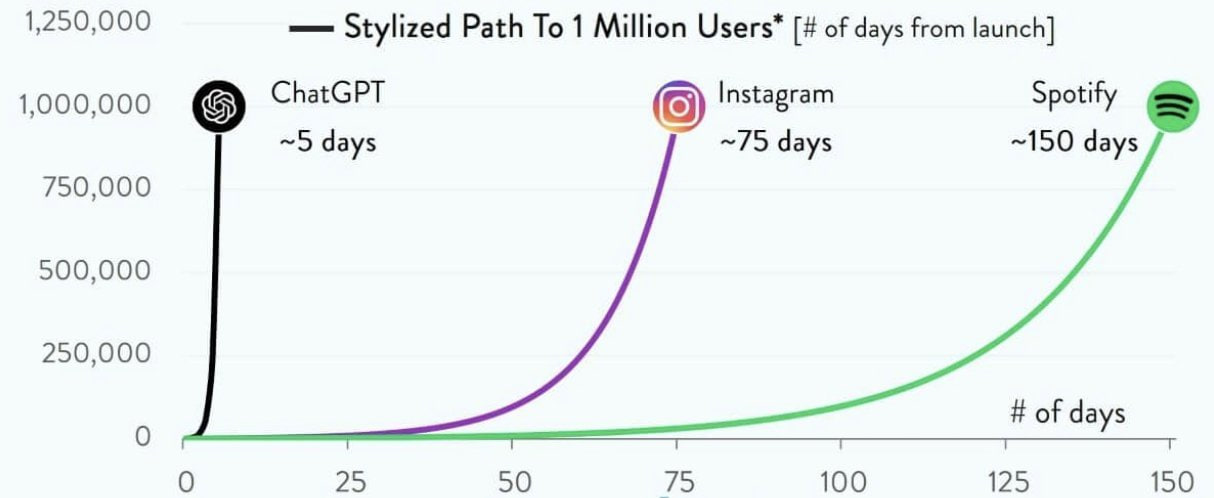 1,250,000
Stylized Path To 1 Million Users* [# of days from launch]
1,000,000
ChatGPT
~5 days
Instagram
~75 days
Spotify
~150 days
750,000
500,000
250,000
# of days
0
0 25 50 75 100 125 150